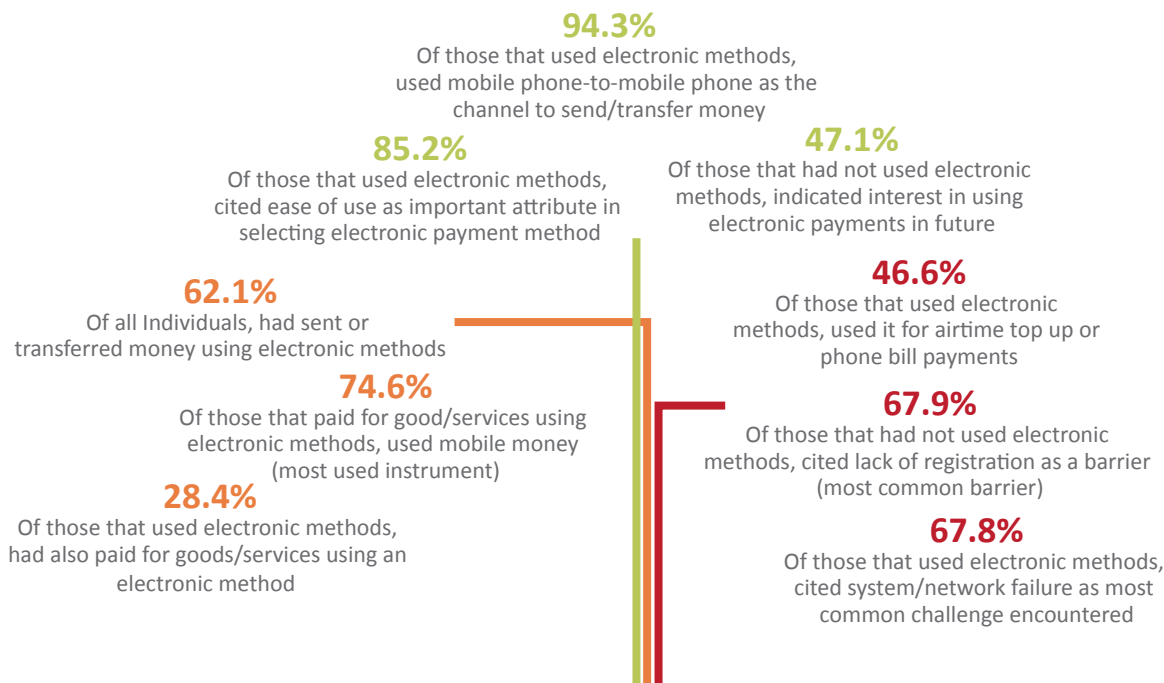 94.3%
Of those that used electronic methods,
used mobile phone-to-mobile phone as the
channel to send/transfer money
85.2%
Of those that used electronic methods,
cited ease of use as important attribute in
selecting electronic payment method
47.1%
Of those that had not used electronic
methods, indicated interest in using
electronic payments in future
62.1%
Of all Individuals, had sent or
transferred money using electronic methods
46.6%
Of those that used electronic
methods, used it for airtime top up or
phone bill payments
74.6%
Of those that paid for good/services using
electronic methods, used mobile money
(most used instrument)
67.9%
Of those that had not used electronic
methods, cited lack of registration as a barrier
(most common barrier)
28.4%
Of those that used electronic methods,
had also paid for goods/services using an
electronic method
67.8%
Of those that used electronic methods,
cited system/network failure as most
common challenge encountered